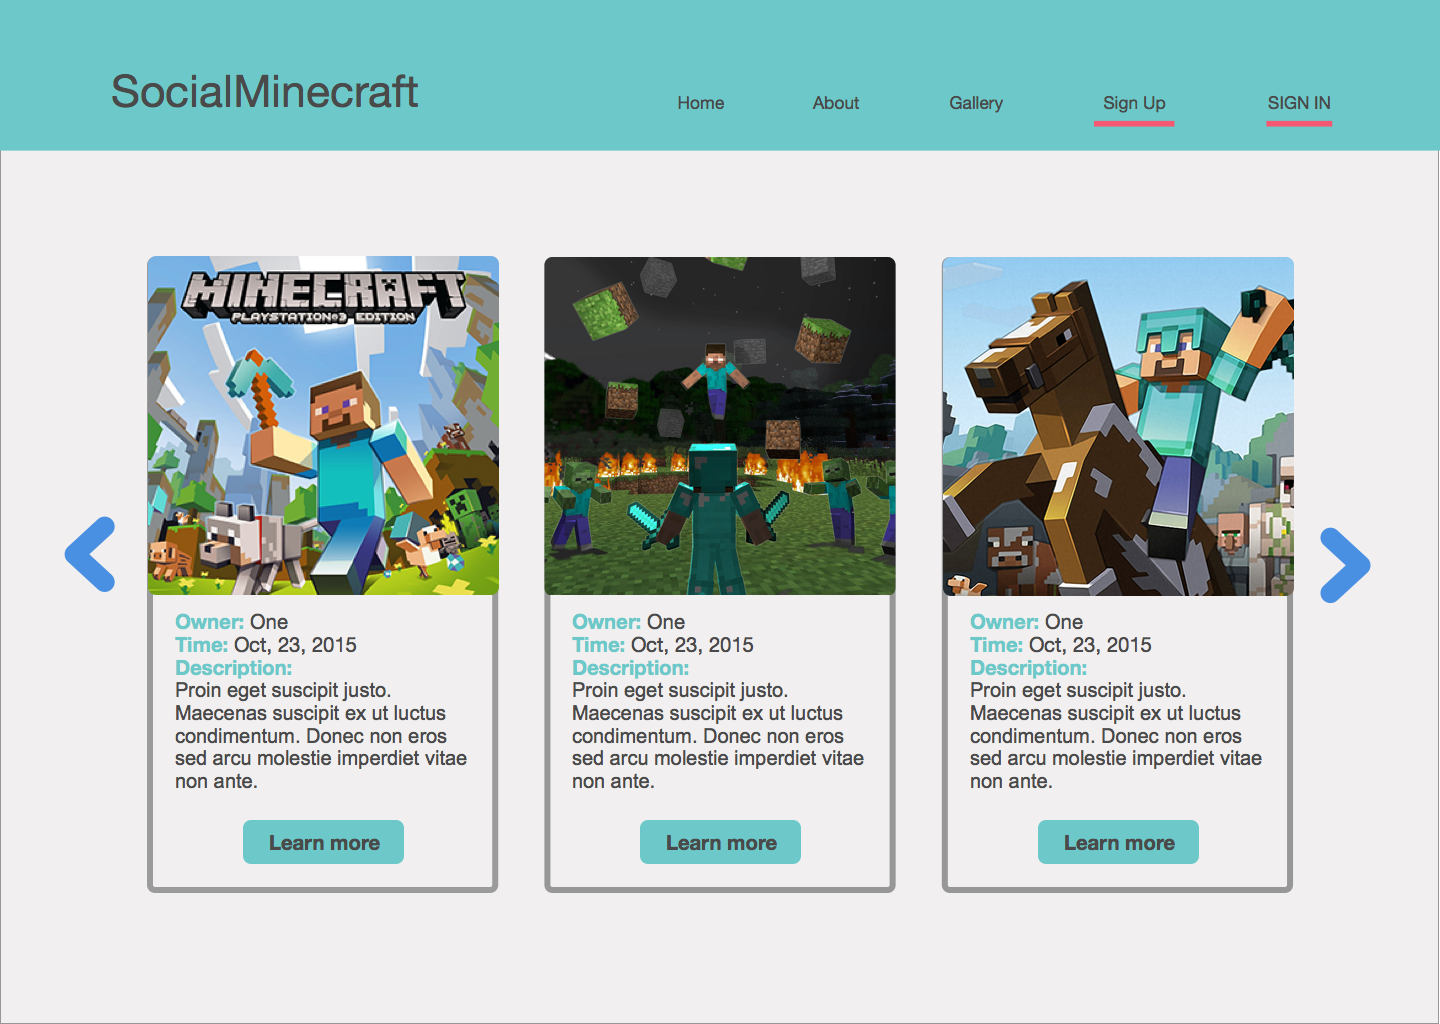 SocialMinecraft
Home About Gallery Sign Up SIGN IN
MINECRAFT
PLAYSTATION®3 EDITION
Owner: One
Time: Oct, 23, 2015
Description:
Proin eget suscipit justo.
Maecenas suscipit ex ut luctus
condimentum. Donec non eros
sed arcu molestie imperdiet vitae
non ante.
Learn more
Owner: One
Time: Oct, 23, 2015
Description:
Proin eget suscipit justo.
Maecenas suscipit ex ut luctus
condimentum. Donec non eros
sed arcu molestie imperdiet vitae
non ante.
Learn more
Owner: One
Time: Oct, 23, 2015
Description:
Proin eget suscipit justo.
Maecenas suscipit ex ut luctus
condimentum. Donec non eros
sed arcu molestie imperdiet vitae
non ante.
Learn more